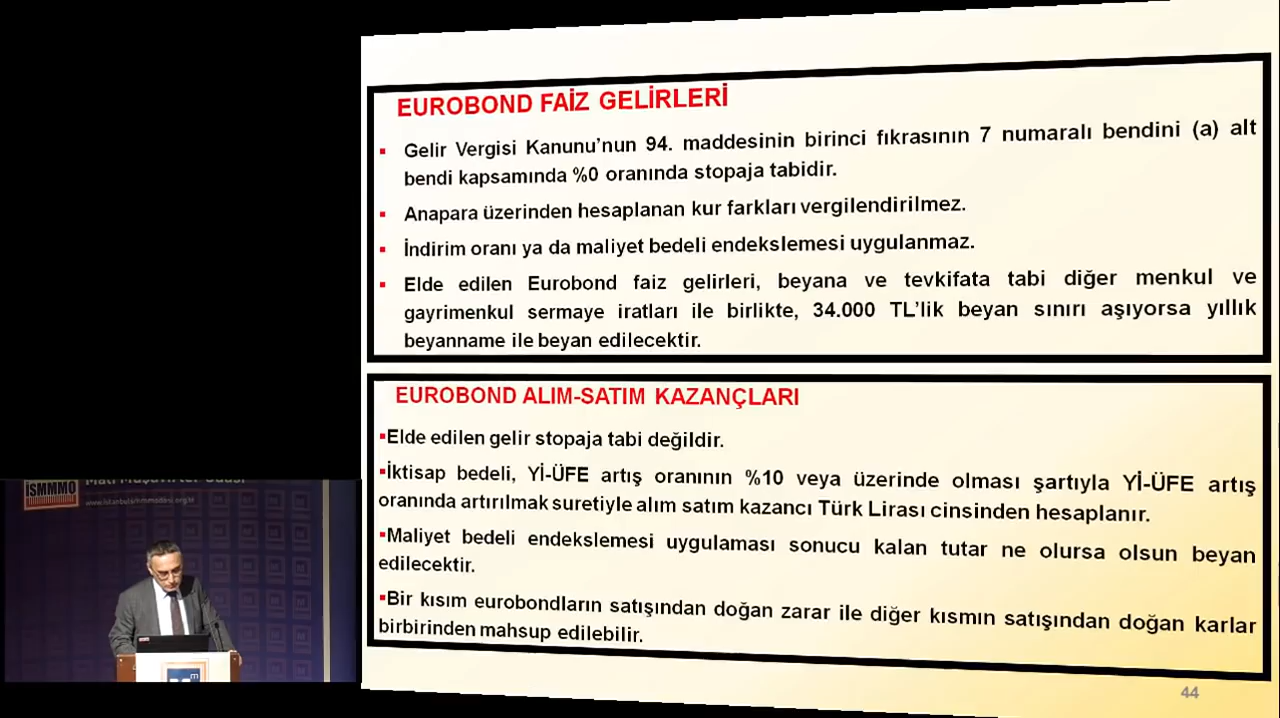 EUROBOND FAİZ GELİRLERİ
▪ Gelir Vergisi Kanunu’nun 94. maddesinin birinci fıkrasının 7 numaralı bendini (a) alt
bendi kapsamında %0 oranında stopaja tabidir.
▪ Anapara üzerinden hesaplanan kur farkları vergilendirilmez.
▪ İndirim oranı ya da maliyet bedeli endekslemesi uygulanmaz.
▪ Elde edilen Eurobond faiz gelirleri, beyana ve tevkifata tabi diğer menkul ve
gayrimenkul sermaye iratları ile birlikte, 34.000 TL’lik beyan sınırı aşıyorsa yıllık
beyanname ile beyan edilecektir.
EUROBOND ALIM-SATIM KAZANÇLARI
▪Elde edilen gelir stopaja tabi değildir.
▪İktisap bedeli, Yİ-ÜFE artış oranının %10 veya üzerinde olması şartıyla Yİ-ÜFE artış
oranında artırılmak suretiyle alım satım kazancı Türk Lirası cinsinden hesaplanır.
▪Maliyet bedeli endekslemesi uygulaması sonucu kalan tutar ne olursa olsun beyan
edilecektir.
▪Bir kısım eurobondların satışından doğan zarar ile diğer kısmın satışından doğan karlar
birbirinden mahsup edilebilir.
44
İSMMMO